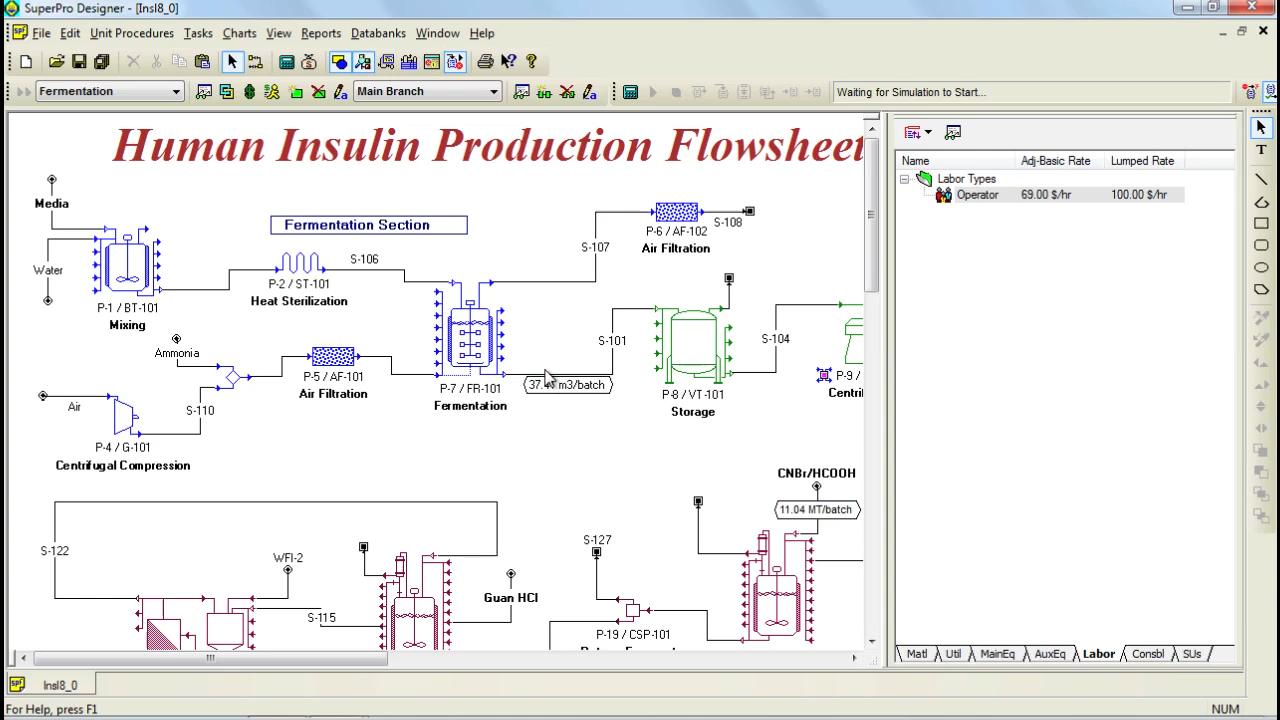 SuperPro Designer - [Insl8_0]
File Edit Unit Procedures Tasks Charts View Reports Databanks Window Help
Fermentation Main Branch Waiting for Simulation to Start...
Human Insulin Production Flowsheet
Media
Fermentation Section
Water
P-1 / BT-101
Mixing
S-106
P-2 / ST-101
Heat Sterilization
P-6 / AF-102
Air Filtration
S-108
S-107
Ammonia
P-5 / AF-101
Air Filtration
P-7 / FR-101
Fermentation
S-101
m3/batch
P-8 / VT-101
Storage
S-104
P-9 /
Air
S-110
P-4 / G-101
Centrifugal Compression
CNBr/HCOOH
11.04 MT/batch
S-122
WFI-2
S-115
Guan HCl
S-127
P-19 / CSP-101
Name Adj-Basic Rate Lumped Rate
Labor Types
Operator 69.00 $/hr 100.00 $/hr
Matl Util MainEq AuxEq Labor Consbl SUs
Insl8_0
For Help, press F1 NUM